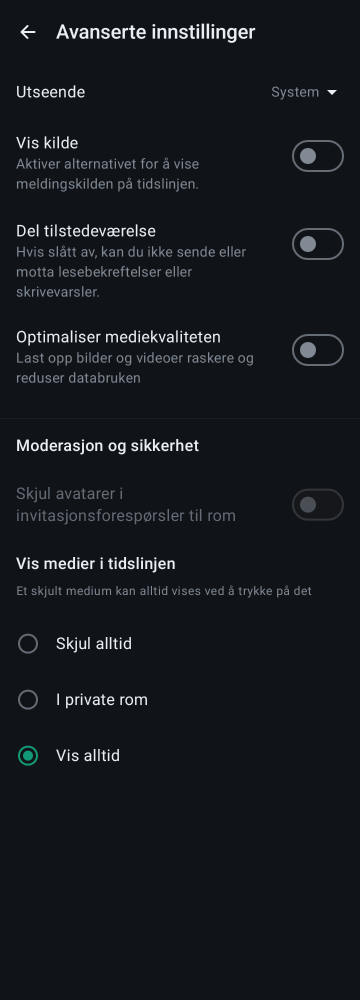 Avanserte innstillinger
Utseende
System
Vis kilde
Aktiver alternativet for å vise
meldingskilden på tidslinjen.
Del tilstedeværelse
Hvis slått av, kan du ikke sende eller
motta lesebekreftelser eller
skrivevarsler.
Optimaliser mediekvaliteten
Last opp bilder og videoer raskere og
reduser databruken
Moderasjon og sikkerhet
Skjul avatarer i
invitasjonsforespørsler til rom
Vis medier i tidslinjen
Et skjult medium kan alltid vises ved å trykke på det
Skjul alltid
I private rom
Vis alltid